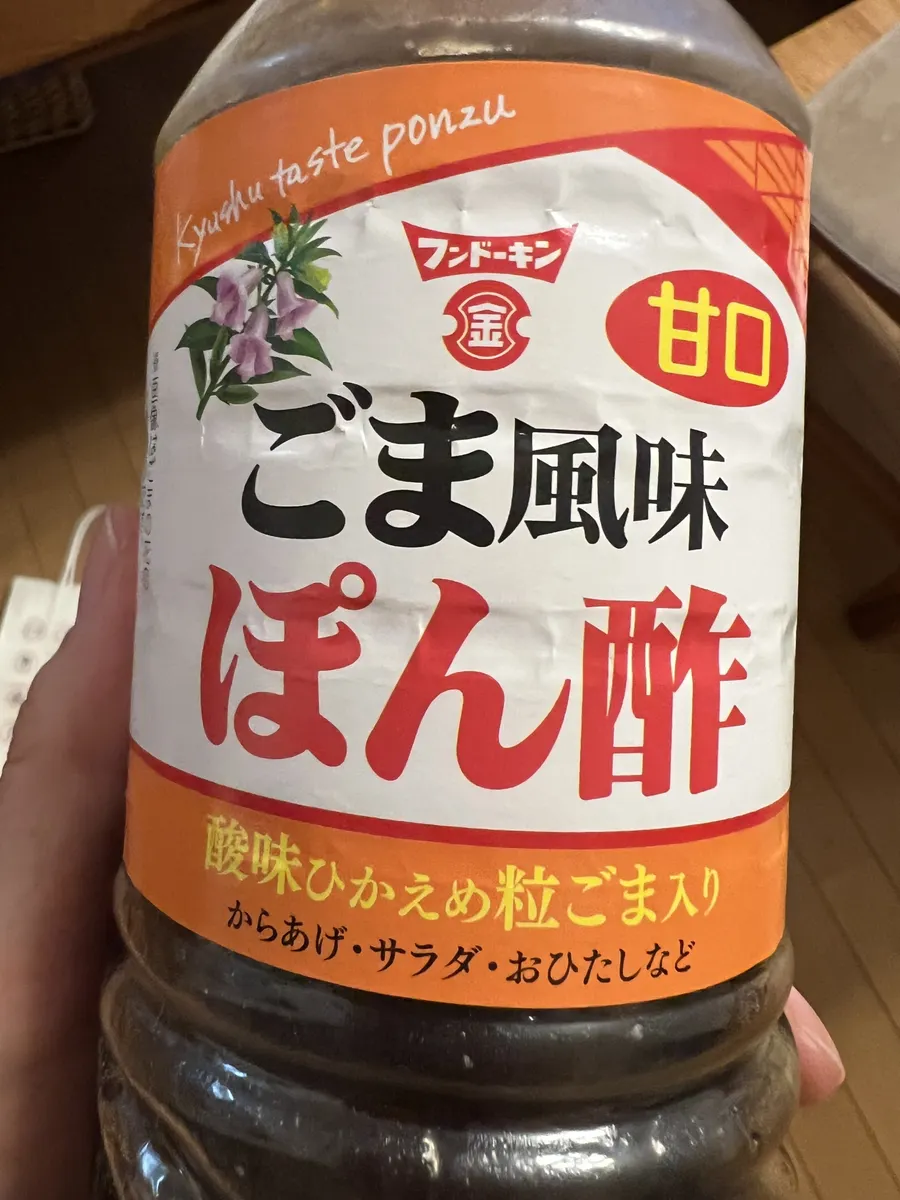 Kyushu taste ponzu
フンドーキン
金
甘口
ごま風味
ぽん酢
酸味ひかえめ粒ごま入り
からあげ・サラダ・おひたしなど